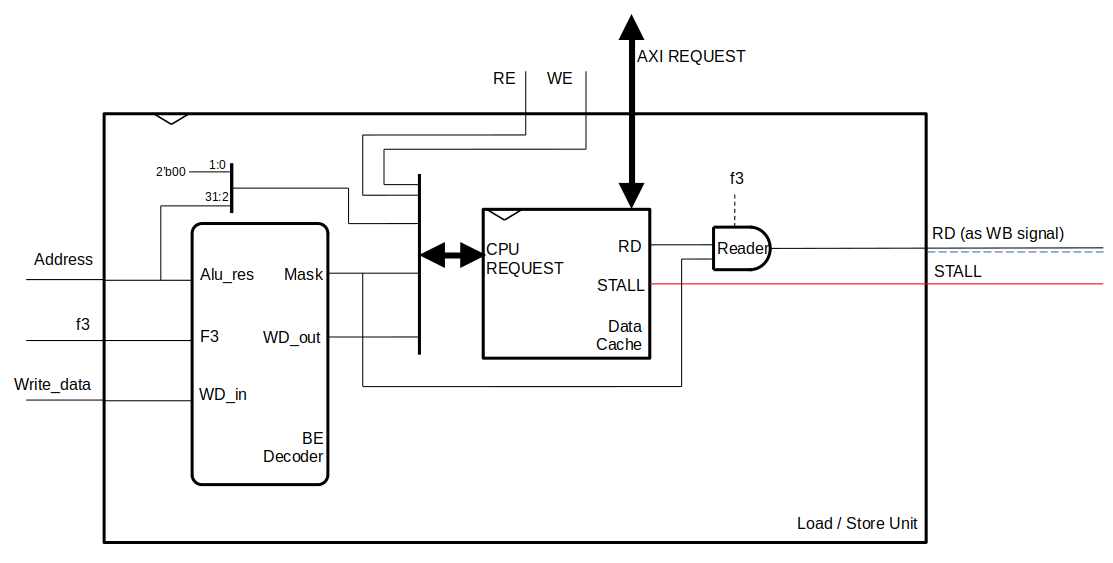 AXI REQUEST
RE
WE
2'b00
1:0
31:2
f3
Address
Alu_res
Mask
CPU
REQUEST
RD
Reader
RD (as WB signal)
STALL
STALL
f3
F3
WD_out
Data
Cache
Write_data
WD_in
BE
Decoder
Load / Store Unit